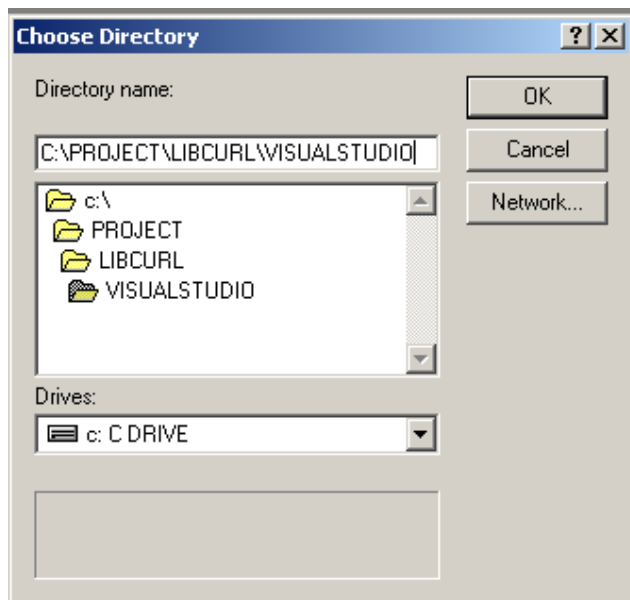 Choose Directory
Directory name:
OK
C:\PROJECT\LIBCURL\VISUALSTUDIO
Cancel
c:\
Network...
PROJECT
LIBCURL
VISUALSTUDIO
Drives:
c: C DRIVE